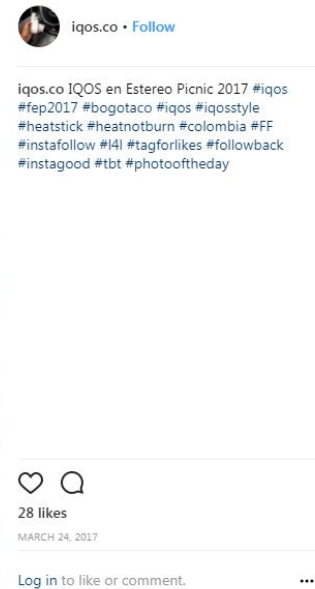 iqos.co • Follow
iqos.co IQOS en Estereo Picnic 2017 #iqos
#fep2017 #bogotaco #iqos #iqosstyle
#heatstick #heatnotburn #colombia #FF
#instafollow #l4l #tagforlikes #followback
#instagood #tbt #photooftheday
28 likes
MARCH 24, 2017
Log in to like or comment.